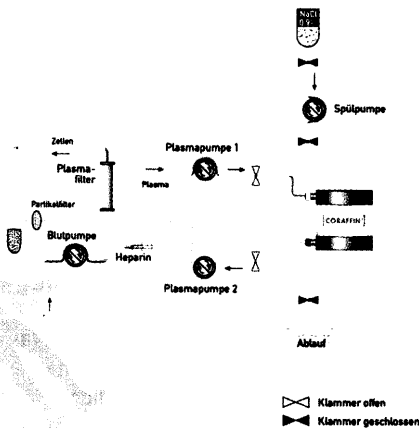 NaCl
0,9
Spülpumpe
Zellen
Plasmapumpe 1
Plasma-
filter
Plasma
Partikelfilter
CORAFFIN
Blutpumpe
Heparin
Plasmapumpe 2
Ablauf
Klammer offen
Klammer geschlossen